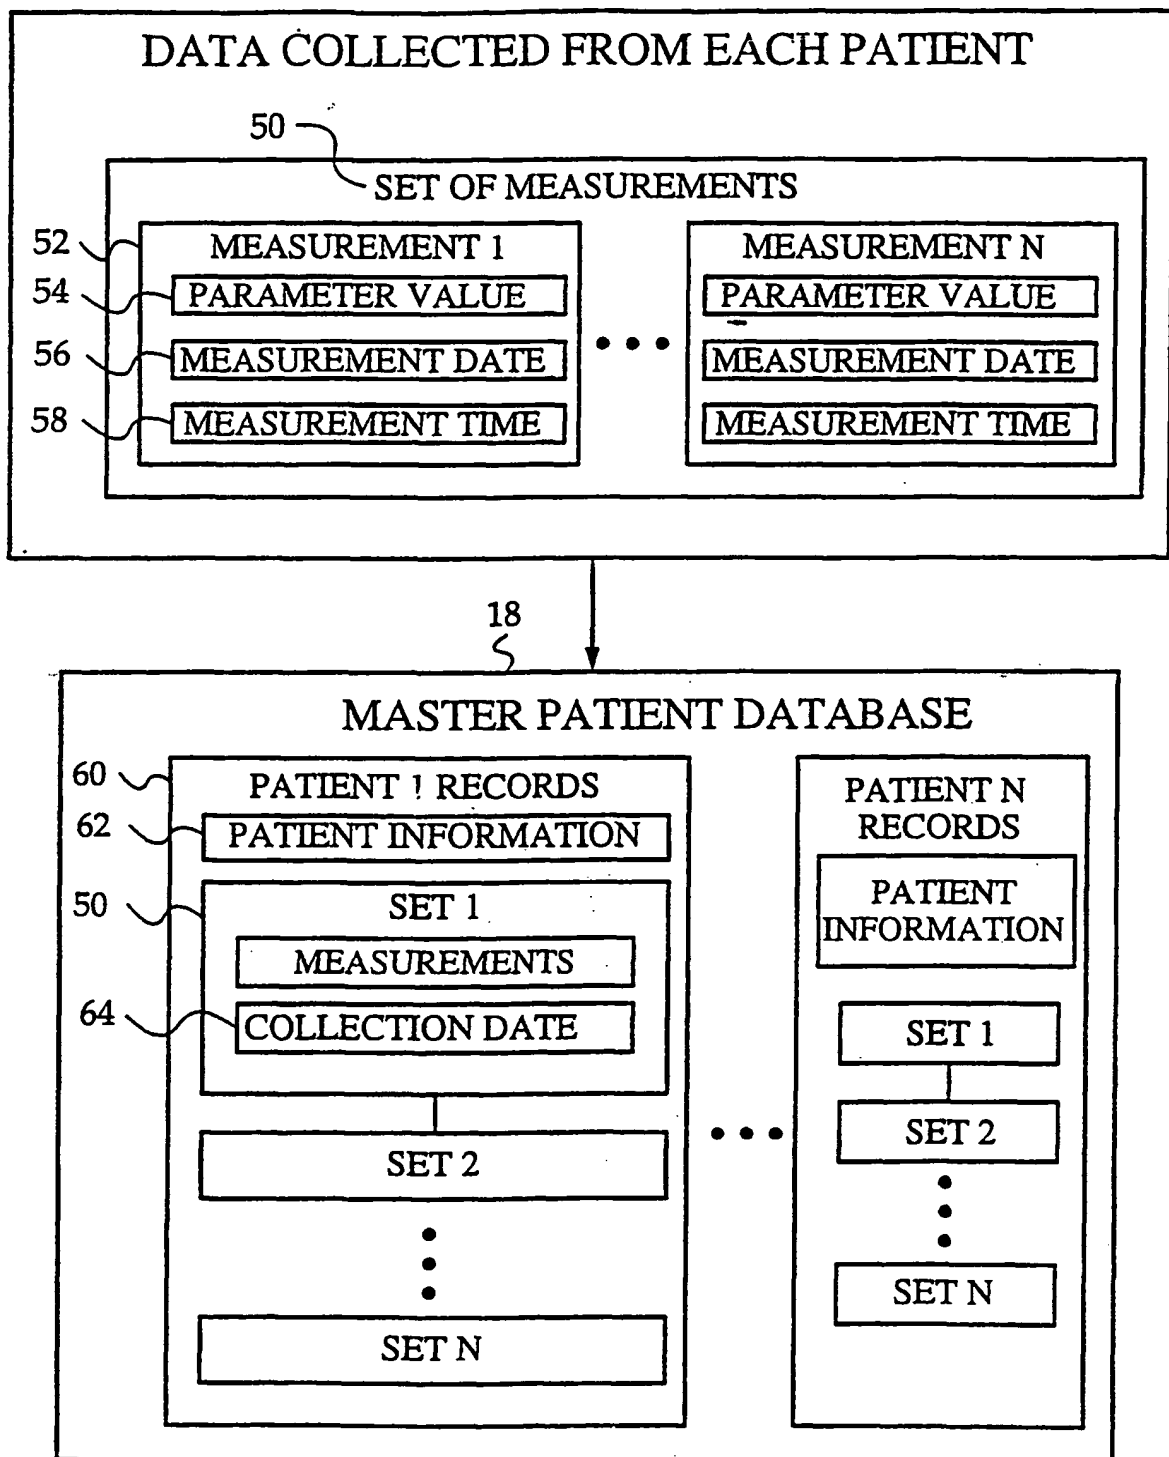 DATA COLLECTED FROM EACH PATIENT
50
SET OF MEASUREMENTS
52
MEASUREMENT 1
54
PARAMETER VALUE
56
MEASUREMENT DATE
58
MEASUREMENT TIME
MEASUREMENT N
PARAMETER VALUE
MEASUREMENT DATE
MEASUREMENT TIME
18
MASTER PATIENT DATABASE
60
PATIENT ! RECORDS
62
PATIENT INFORMATION
50
SET 1
MEASUREMENTS
64
COLLECTION DATE
SET 2
SET N
PATIENT N
RECORDS
PATIENT
INFORMATION
SET 1
SET 2
SET N